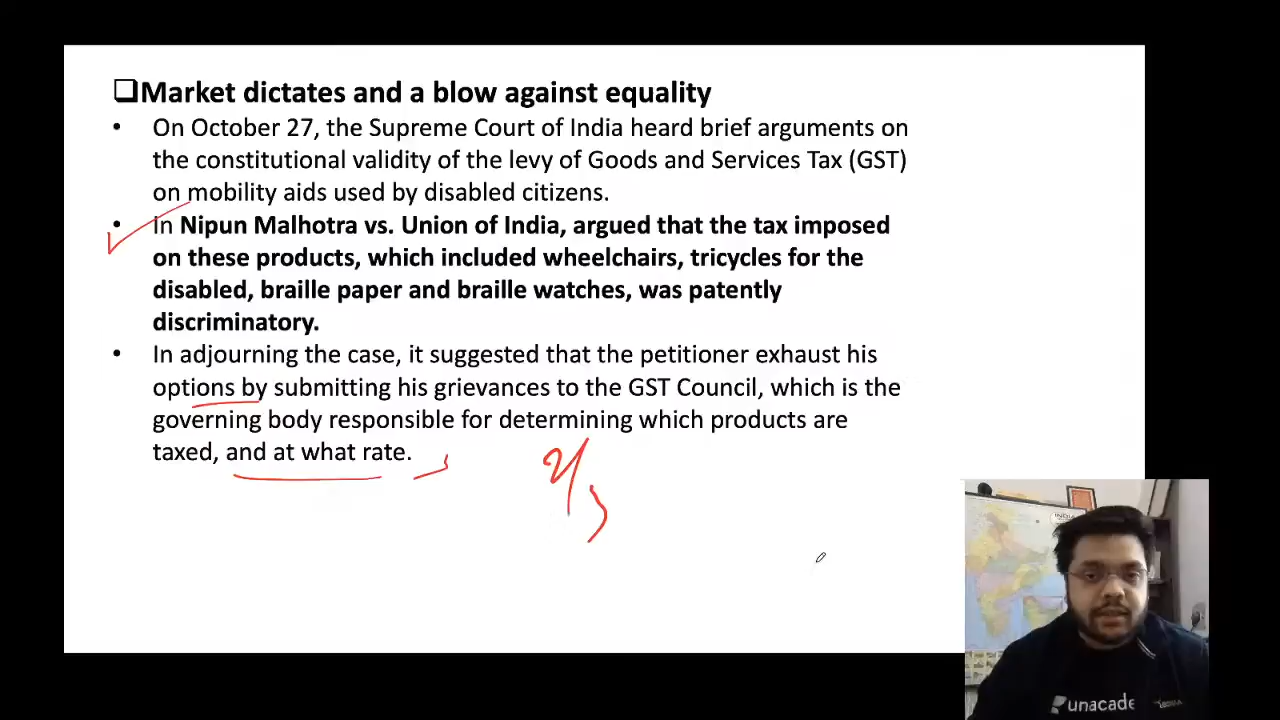 Market dictates and a blow against equality
• On October 27, the Supreme Court of India heard brief arguments on
the constitutional validity of the levy of Goods and Services Tax (GST)
on mobility aids used by disabled citizens.
• In Nipun Malhotra vs. Union of India, argued that the tax imposed
on these products, which included wheelchairs, tricycles for the
disabled, braille paper and braille watches, was patently
discriminatory.
• In adjourning the case, it suggested that the petitioner exhaust his
options by submitting his grievances to the GST Council, which is the
governing body responsible for determining which products are
taxed, and at what rate.
unacade